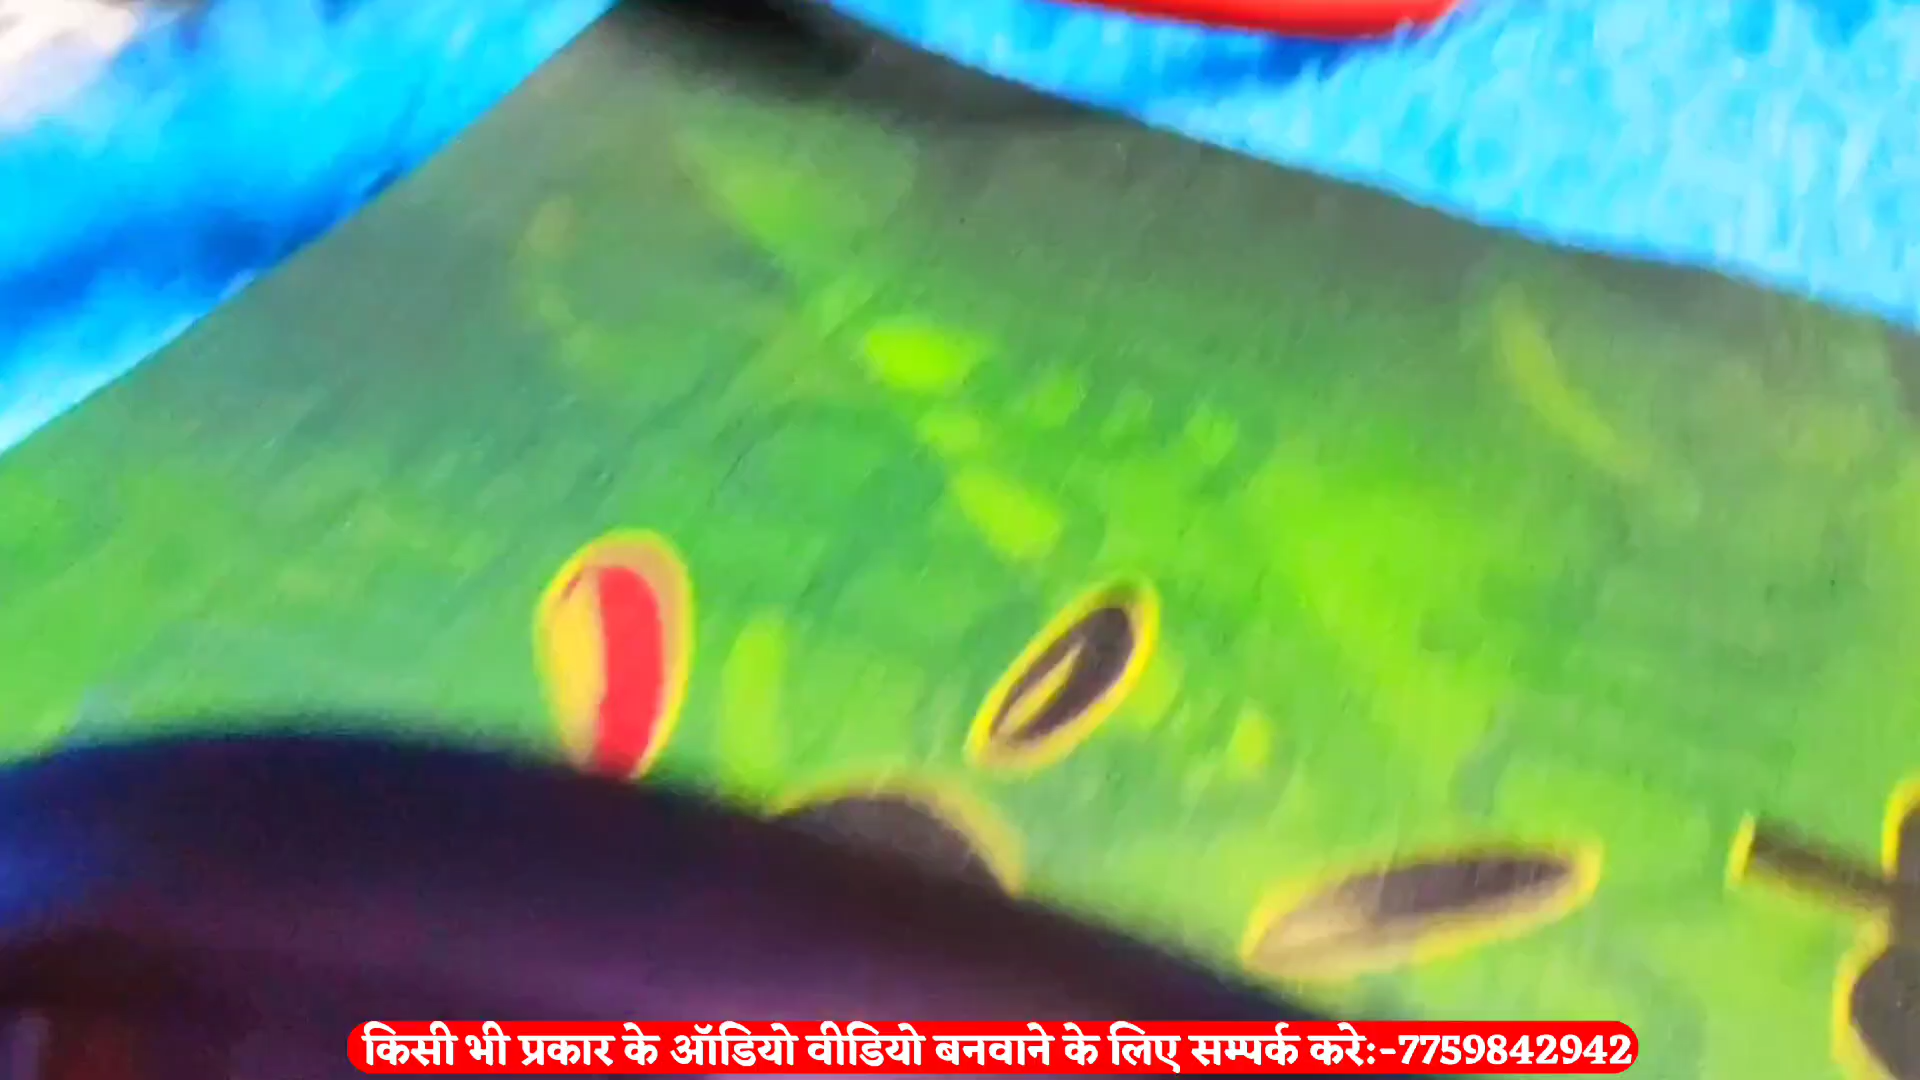 किसी भी प्रकार के ऑडियो वीडियो बनवाने के लिए सम्पर्क करे:-7759842942